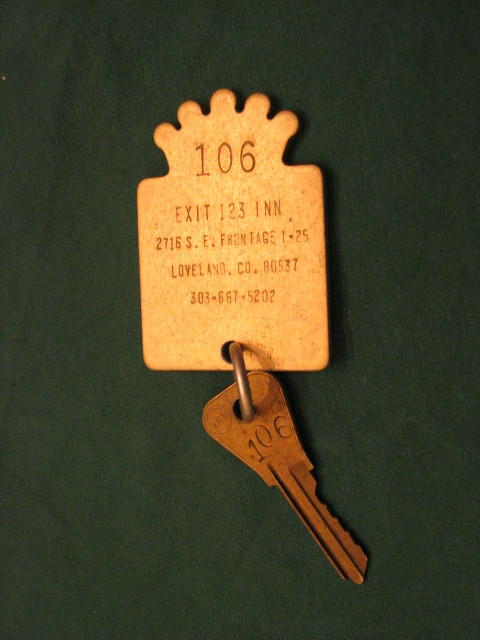 106
EXIT 123 INN
2716 S. E. FRONTAGE I-25
LOVELAND, CO. 80537
303-667-5202
106